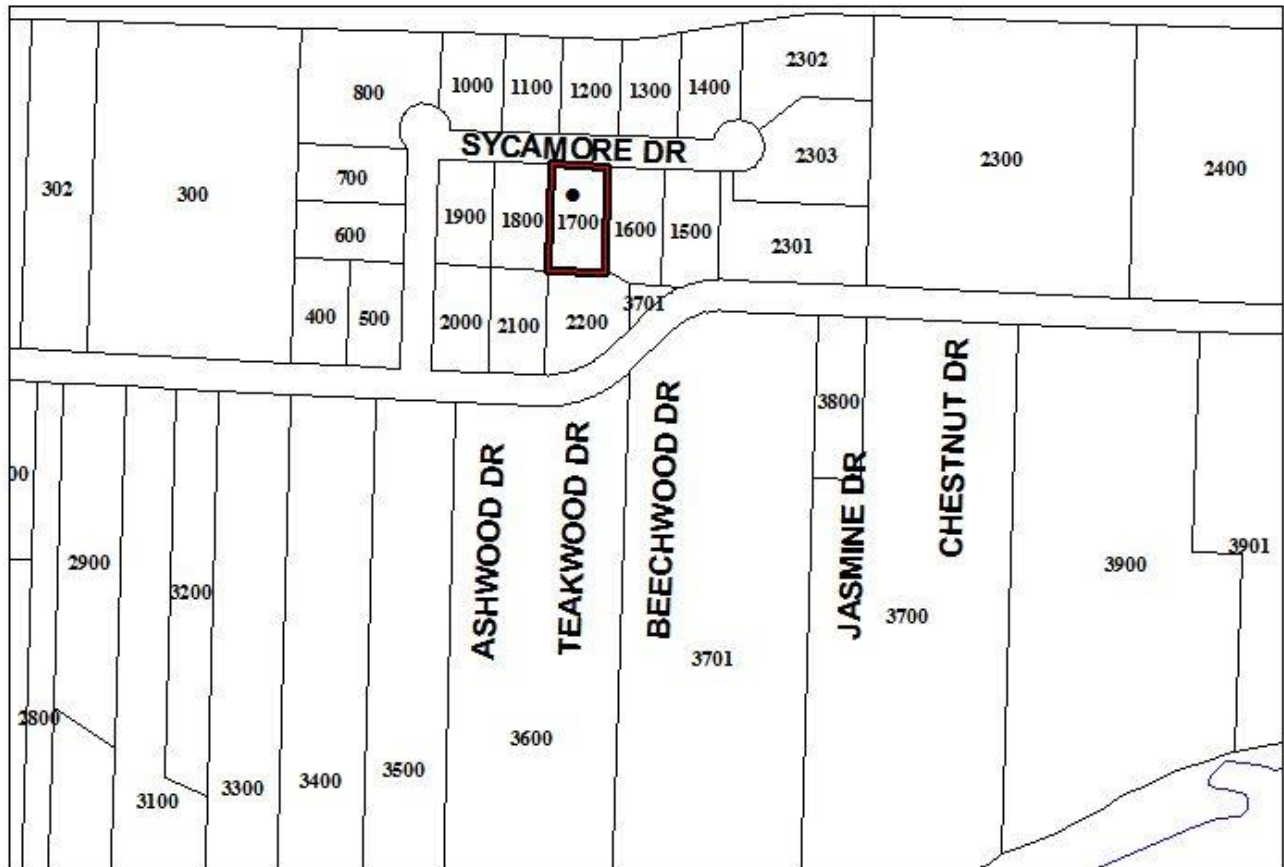 2302
1000 1100 1200 1300 1400
800
SYCAMORE DR
2303
2300
2400
302
300
700
1900 1800 1700 1600 1500
600
2301
3701
400 500 2000 2100 2200
3800
CHESTNUT DR
ASHWOOD DR
TEAKWOOD DR
BEECHWOOD DR
JASMINE DR
00
2900
3200
3901
3900
3700
3701
2800
3600
3500
3400
3300
3100